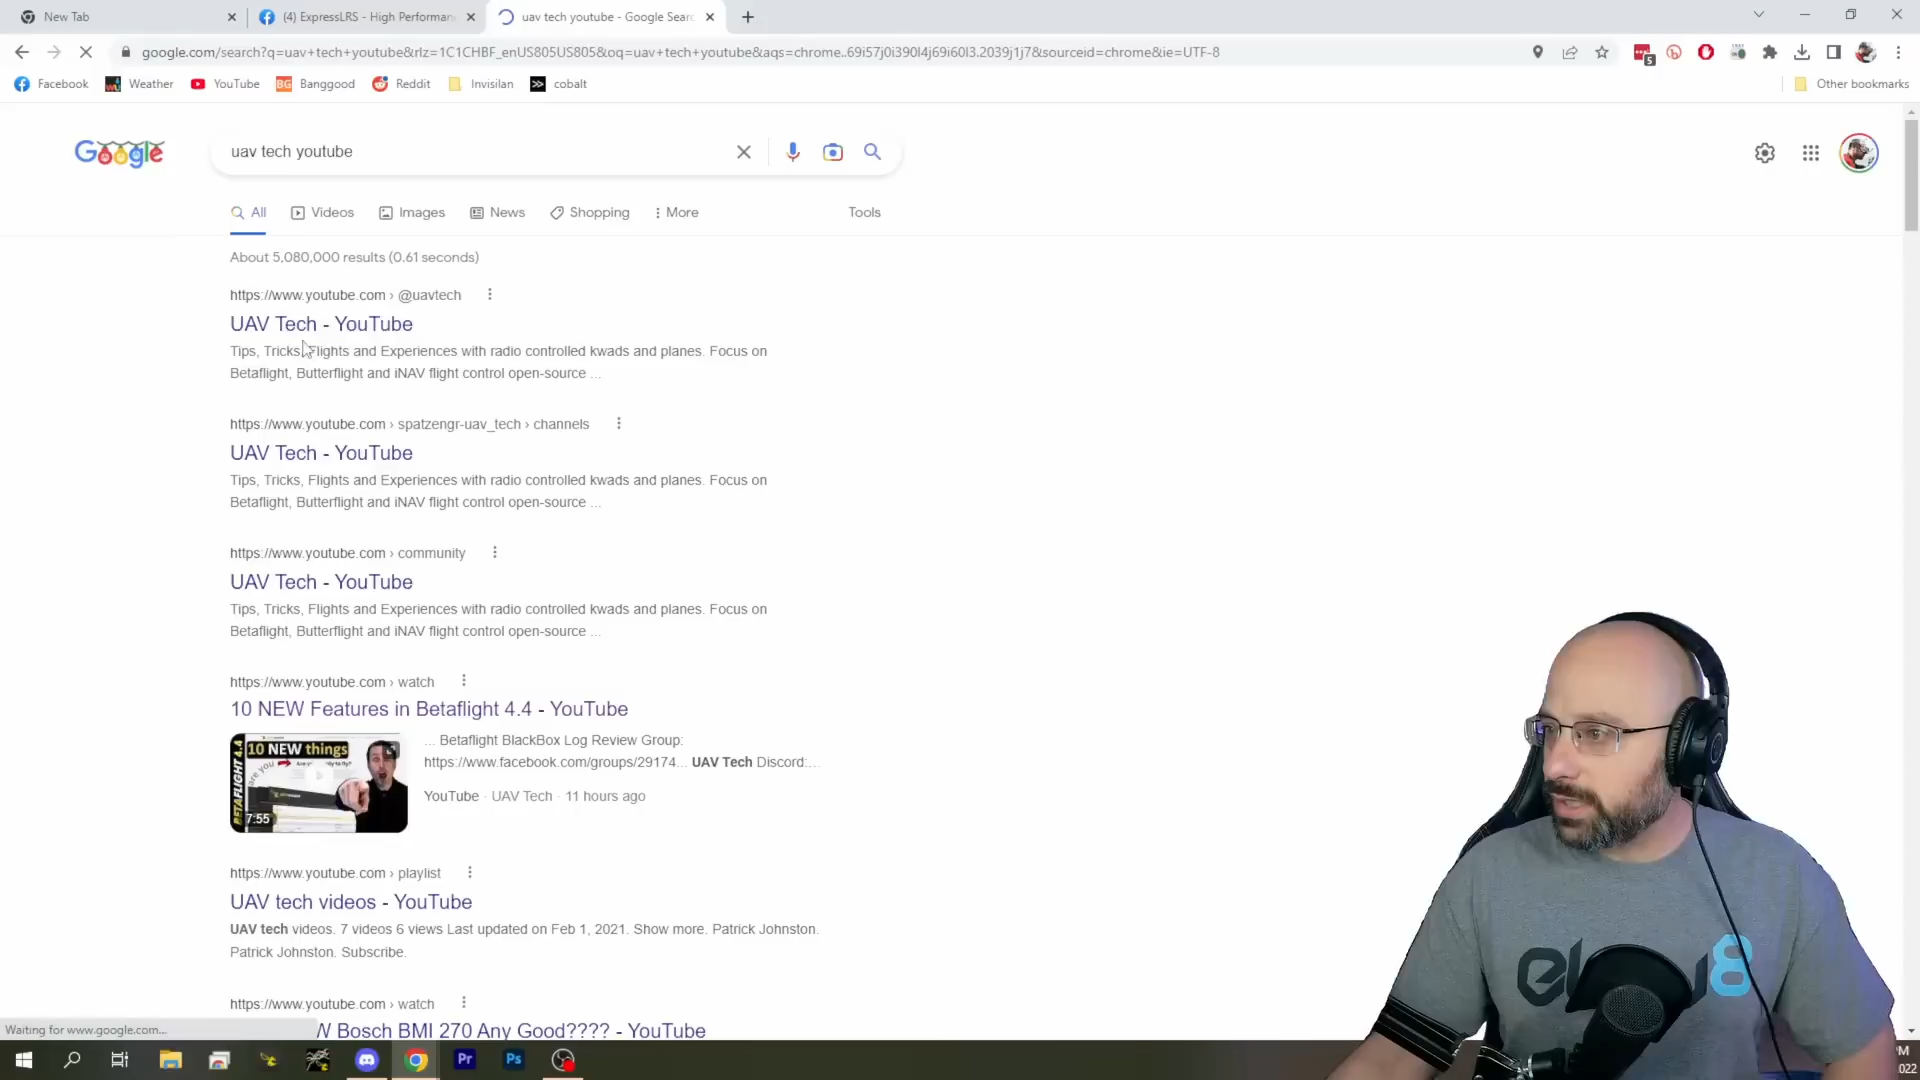 New Tab
(4) ExpressLRS - High Performan
uav tech youtube - Google Searc
google.com/search?q=uav+tech+youtube&rlz=1C1CHBF_enUS805US805&oq=uav+tech+youtube&aqs=chrome..69i57j0i390l4j69i60l3.2039j1j7&sourceid=chrome&ie=UTF-8
5
Facebook
Weather
YouTube
BG Banggood
Reddit
Invisilan
cobalt
Other bookmarks
Google
uav tech youtube
All
Videos
Images
News
Shopping
More
Tools
About 5,080,000 results (0.61 seconds)
https://www.youtube.com › @uavtech
UAV Tech - YouTube
Tips, Tricks, Flights and Experiences with radio controlled kwads and planes. Focus on
Betaflight, Butterflight and iNAV flight control open-source ...
https://www.youtube.com › spatzengr-uav_tech › channels
UAV Tech - YouTube
Tips, Tricks, Flights and Experiences with radio controlled kwads and planes. Focus on
Betaflight, Butterflight and iNAV flight control open-source ...
https://www.youtube.com › community
UAV Tech - YouTube
Tips, Tricks, Flights and Experiences with radio controlled kwads and planes. Focus on
Betaflight, Butterflight and iNAV flight control open-source ...
https://www.youtube.com › watch
10 NEW Features in Betaflight 4.4 - YouTube
BETAFLIGHT 4.4
10 NEW things
are you
7:55
... Betaflight BlackBox Log Review Group:
https://www.facebook.com/groups/29174... UAV Tech Discord:...
YouTube · UAV Tech · 11 hours ago
https://www.youtube.com › playlist
UAV tech videos - YouTube
UAV tech videos. 7 videos 6 views Last updated on Feb 1, 2021. Show more. Patrick Johnston.
Patrick Johnston. Subscribe.
https://www.youtube.com › watch
W Bosch BMI 270 Any Good???? - YouTube
Waiting for www.google.com...
Pr
Ps
PM
022